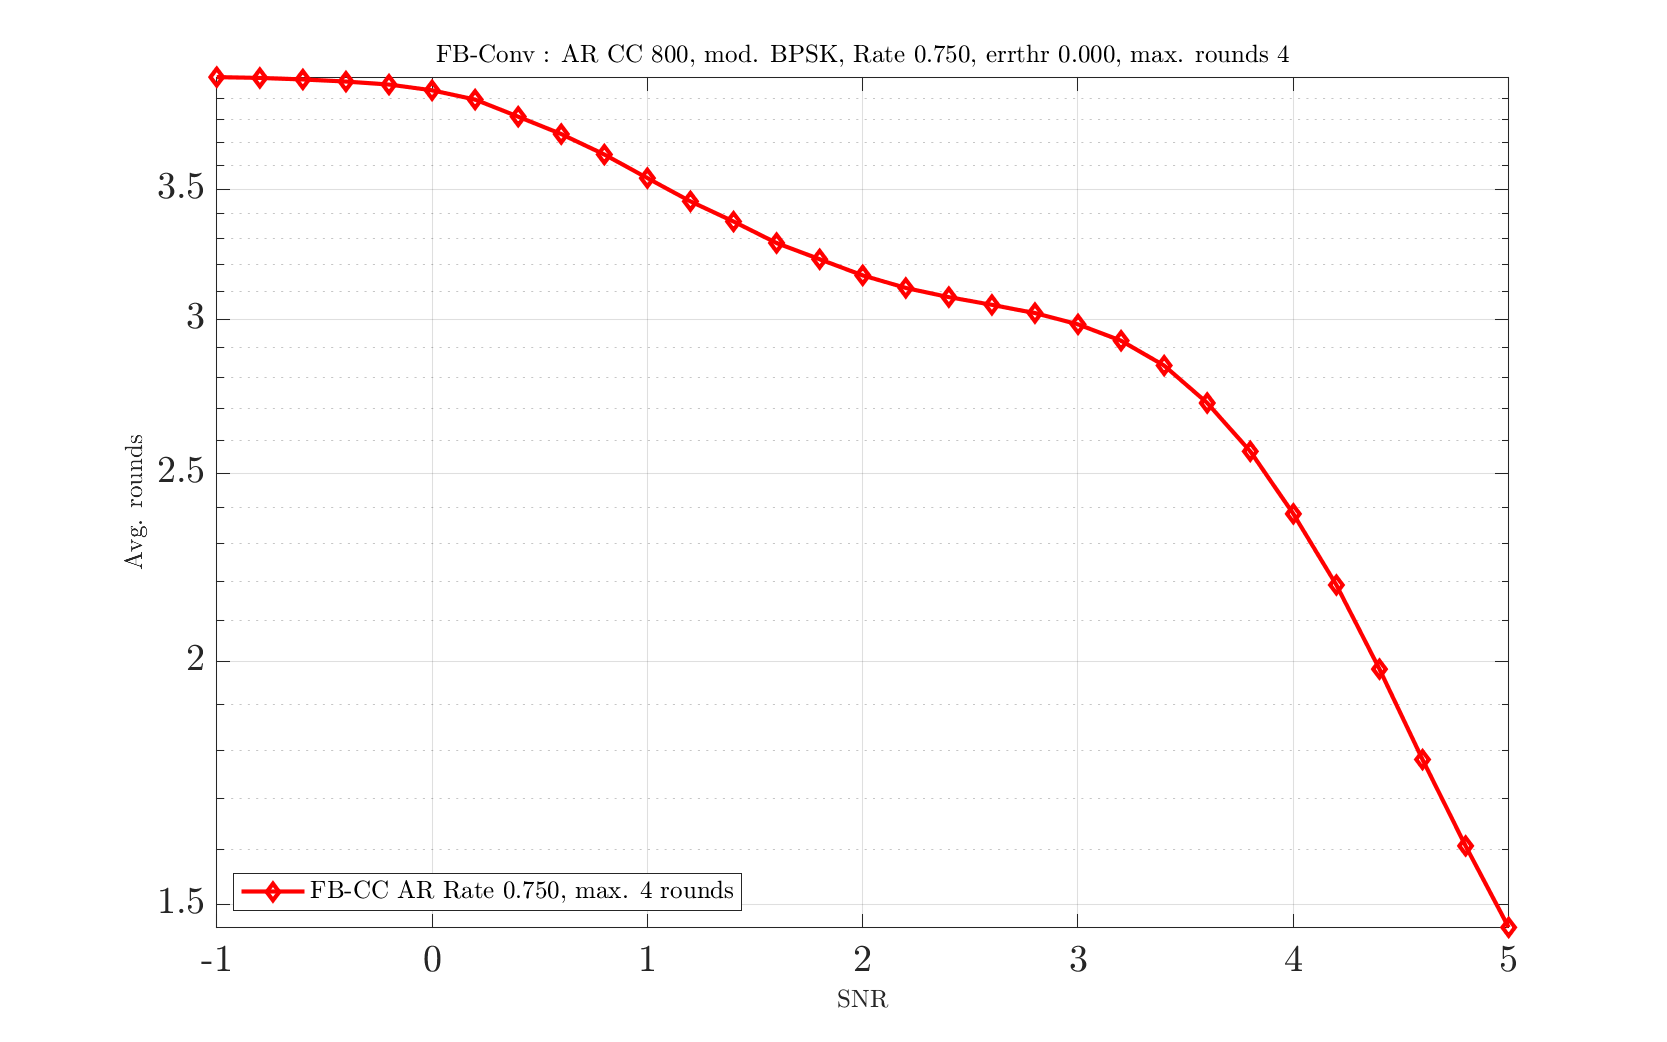 FB-Conv : AR CC 800, mod. BPSK, Rate 0.750, errthr 0.000, max. rounds 4
3.5
3
2.5
2
1.5
Avg. rounds
FB-CC AR Rate 0.750, max. 4 rounds
-1 0 1 2 3 4 5
SNR